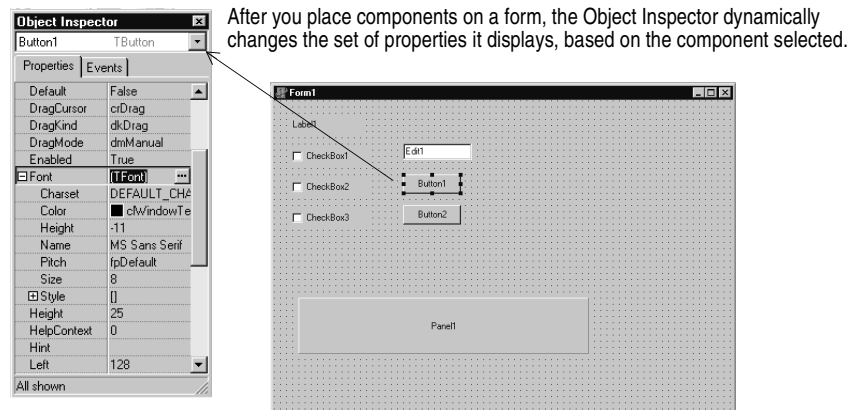 After you place components on a form, the Object Inspector dynamically
changes the set of properties it displays, based on the component selected.
Object Inspector
Button1 TButton
Properties Events
Default False
DragCursor crDrag
DragKind dkDrag
DragMode dmManual
Enabled True
Font (TFont) ...
Charset DEFAULT_CHA
Color clWindowTe
Height -11
Name MS Sans Serif
Pitch fpDefault
Size 8
Style []
Height 25
HelpContext 0
Hint
Left 128
All shown
Form1
Label1
Edit1
CheckBox1
Button1
CheckBox2
Button2
CheckBox3
Panel1